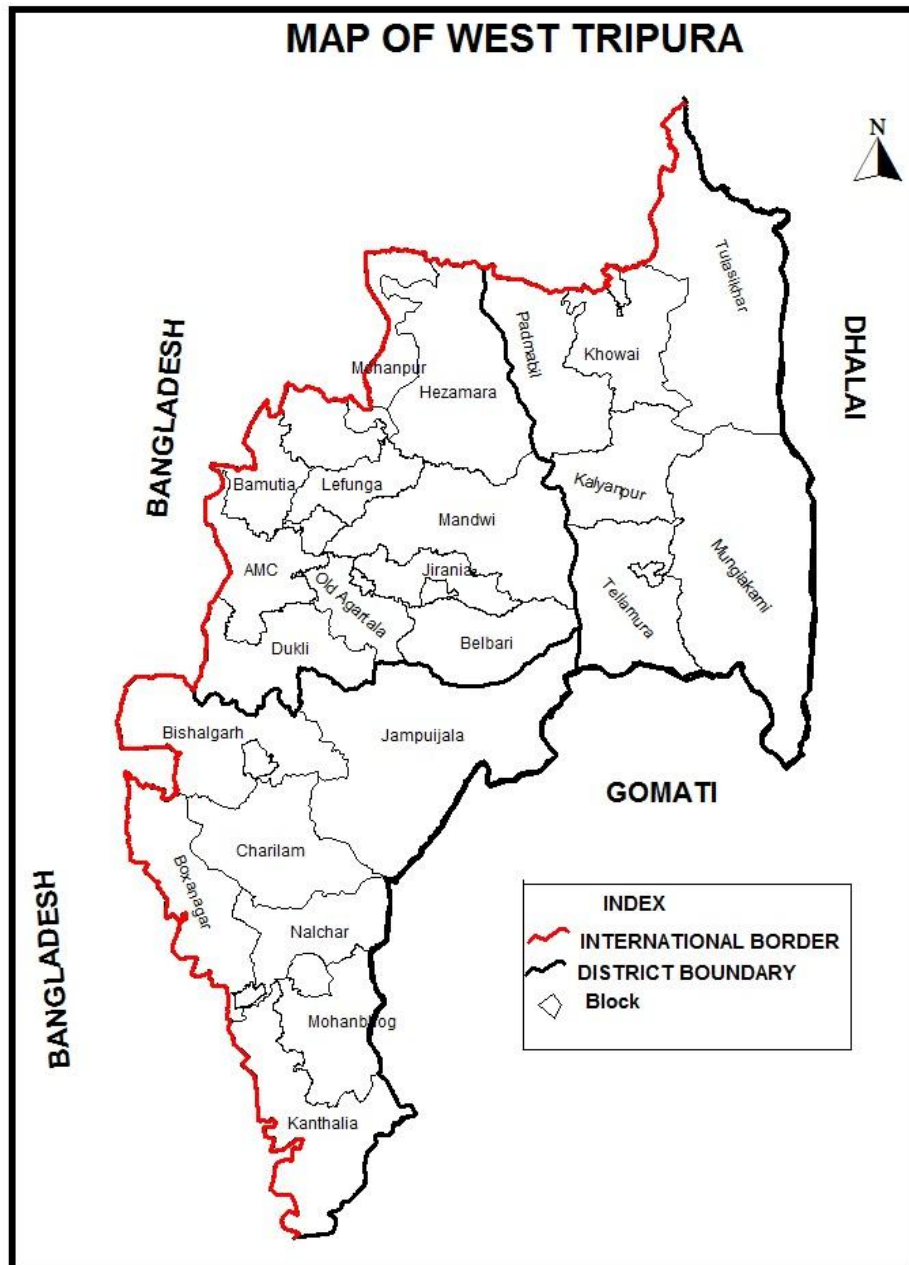 MAP OF WEST TRIPURA
N
Tulasikhar
Padmabil
Khowai
DHALAI
BANGLADESH
Mohanpur
Hezamara
Bamutia
Lefunga
Kalyanpur
Mandwi
AMC
Old Agartala
Jirania
Teliamura
Mungiakami
Dukli
Belbari
Bishalgarh
Jampuijala
GOMATI
Charilam
Boxanagar
BANGLADESH
Nalchar
Mohanbhog
Kanthalia
INDEX
INTERNATIONAL BORDER
DISTRICT BOUNDARY
Block